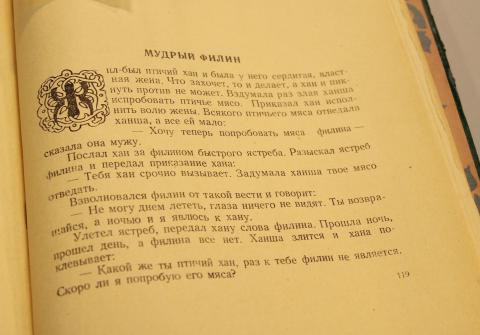 МУДРЫЙ ФИЛИН
ил-был птичий хан и была у него сердитая, власт-
ная жена. Что захочет, то и делает, а хан и пик-
нуть против не может. Вздумала раз злая ханша
испробовать птичье мясо. Приказал хан испол-
нить волю жены. Всякого птичьего мяса отведала
ханша, а все ей мало:
— Хочу теперь попробовать мяса филина —
сказала она мужу.
Послал хан за филином быстрого ястреба. Разыскал ястреб
филина и передал приказание хана:
— Тебя хан срочно вызывает. Задумала ханша твое мясо
отведать.
Взволновался филин от такой вести и говорит:
— Не могу днем лететь, глаза ничего не видят. Ты возвра-
щайся, а ночью и я явлюсь к хану.
Улетел ястреб, передал хану слова филина. Прошла ночь,
прошел день, а филина все нет. Ханша злится и хана по-
клевывает:
— Какой же ты птичий хан, раз к тебе филин не является.
Скоро ли я попробую его мяса?
119